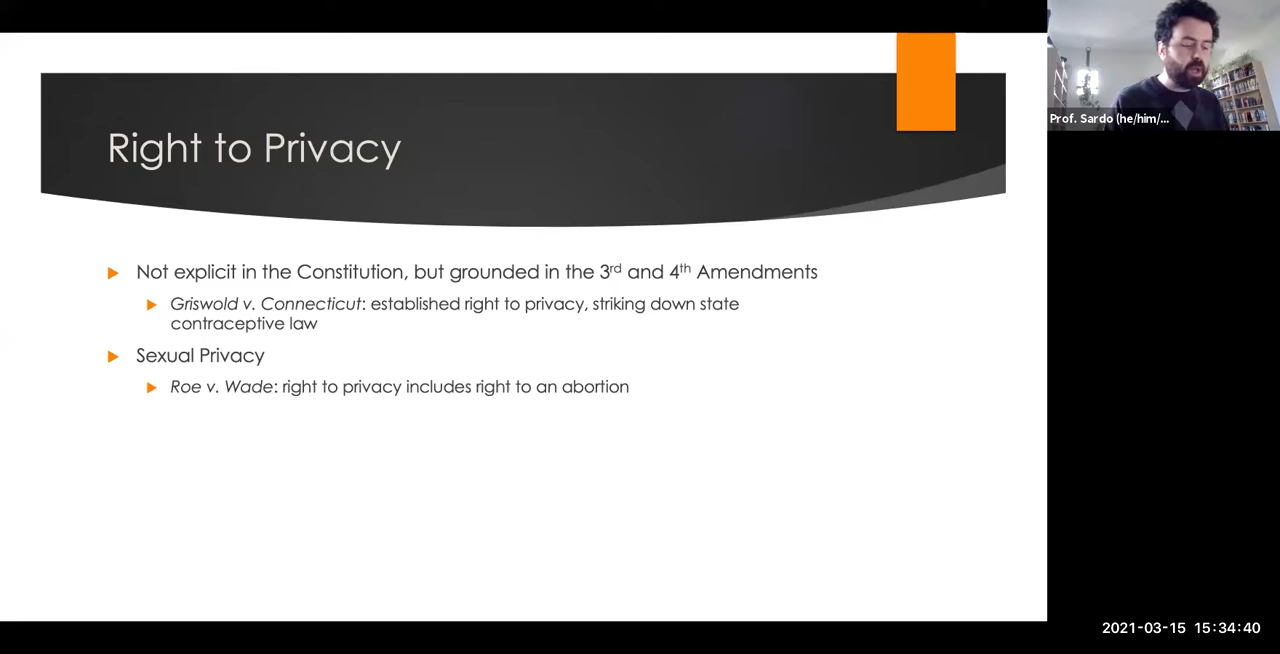 Right to Privacy
Not explicit in the Constitution, but grounded in the 3rd and 4th Amendments
Griswold v. Connecticut: established right to privacy, striking down state
contraceptive law
Sexual Privacy
Roe v. Wade: right to privacy includes right to an abortion
Prof. Sardo (he/him/...
2021-03-15 15:34:40